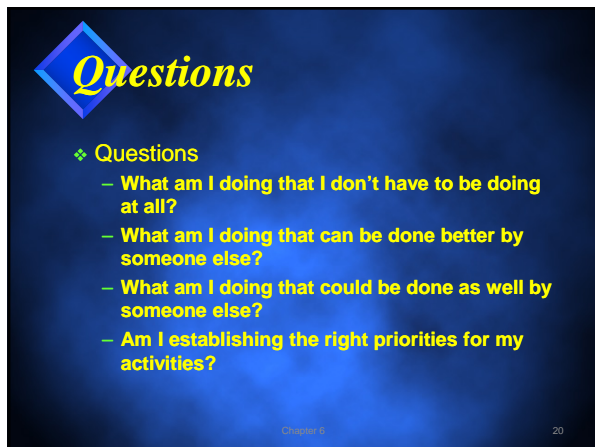 Questions
❖ Questions
– What am I doing that I don't have to be doing
at all?
– What am I doing that can be done better by
someone else?
– What am I doing that could be done as well by
someone else?
– Am I establishing the right priorities for my
activities?
Chapter 6
20